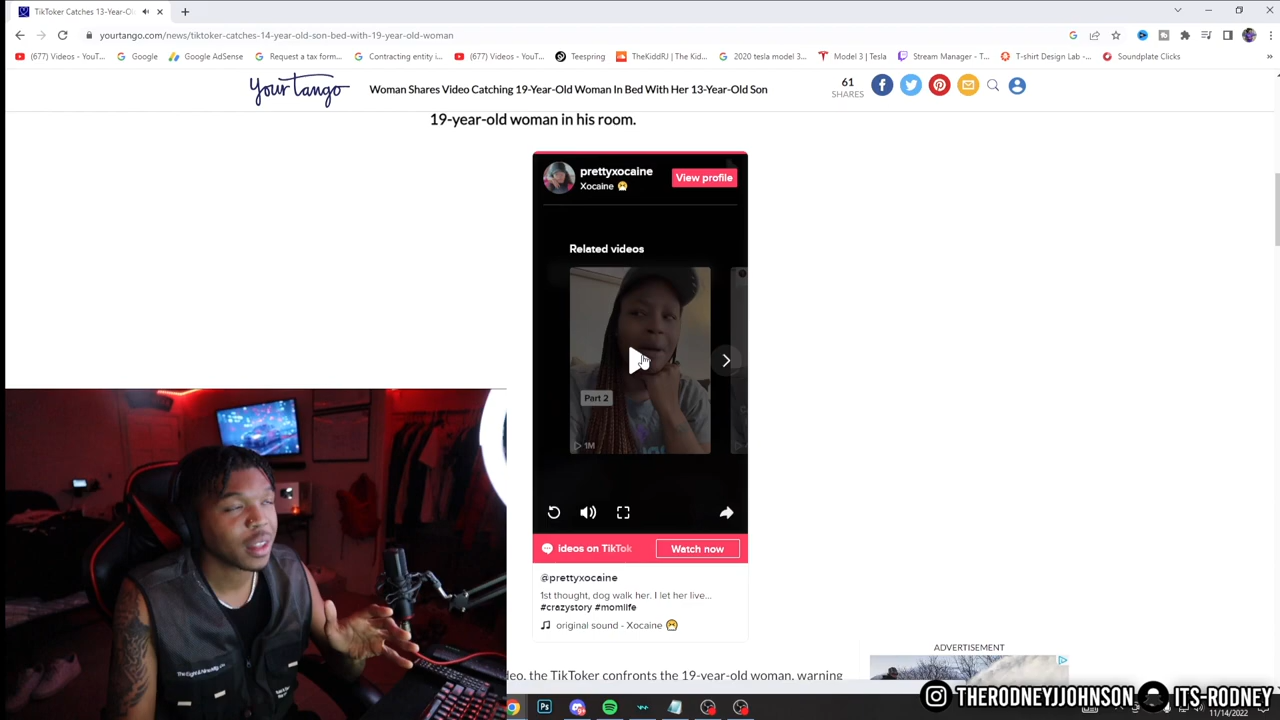 TikToker Catches 13-Year-Ol...
yourtango.com/news/tiktoker-catches-14-year-old-son-bed-with-19-year-old-woman
(677) Videos - YouT... Google Google AdSense Request a tax form... Contracting entity i... (677) Videos - YouT... Teespring TheKiddRJ | The Kid... 2020 tesla model 3... Model 3 | Tesla Stream Manager - T... T-shirt Design Lab -... Soundplate Clicks
YourTango
Woman Shares Video Catching 19-Year-Old Woman In Bed With Her 13-Year-Old Son
61
SHARES
19-year-old woman in his room.
prettyxocaine
Xocaine
View profile
Related videos
Part 2
1M
ideos on TikTok
Watch now
@prettyxocaine
1st thought, dog walk her. I let her live...
#crazystory #momlife
original sound - Xocaine
ADVERTISEMENT
deo, the TikToker confronts the 19-year-old woman, warning
THERODNEYJJOHNSON ITS-RODNEY
11/14/2022